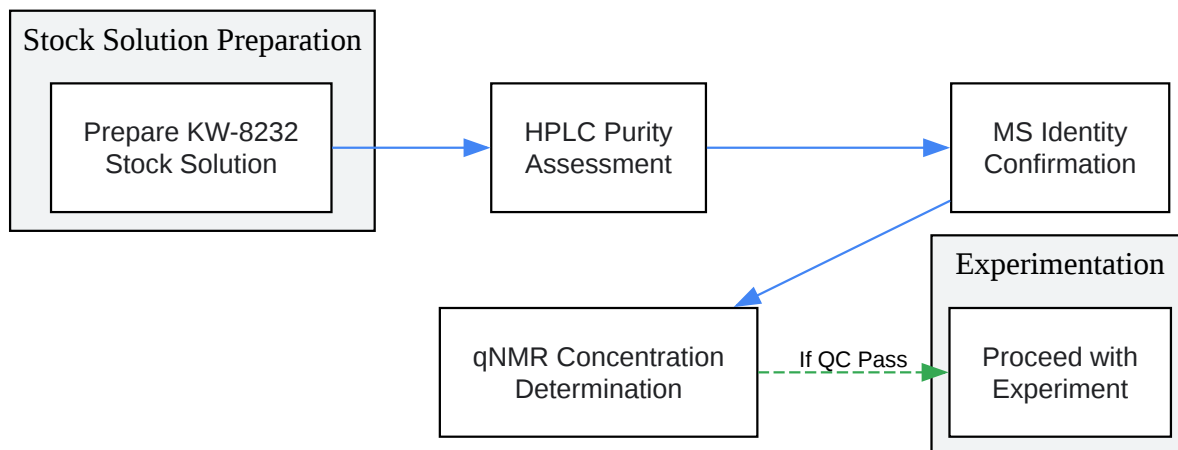 Stock Solution Preparation
Prepare KW-8232
Stock Solution
HPLC Purity
Assessment
MS Identity
Confirmation
qNMR Concentration
Determination
If QC Pass
Experimentation
Proceed with
Experiment